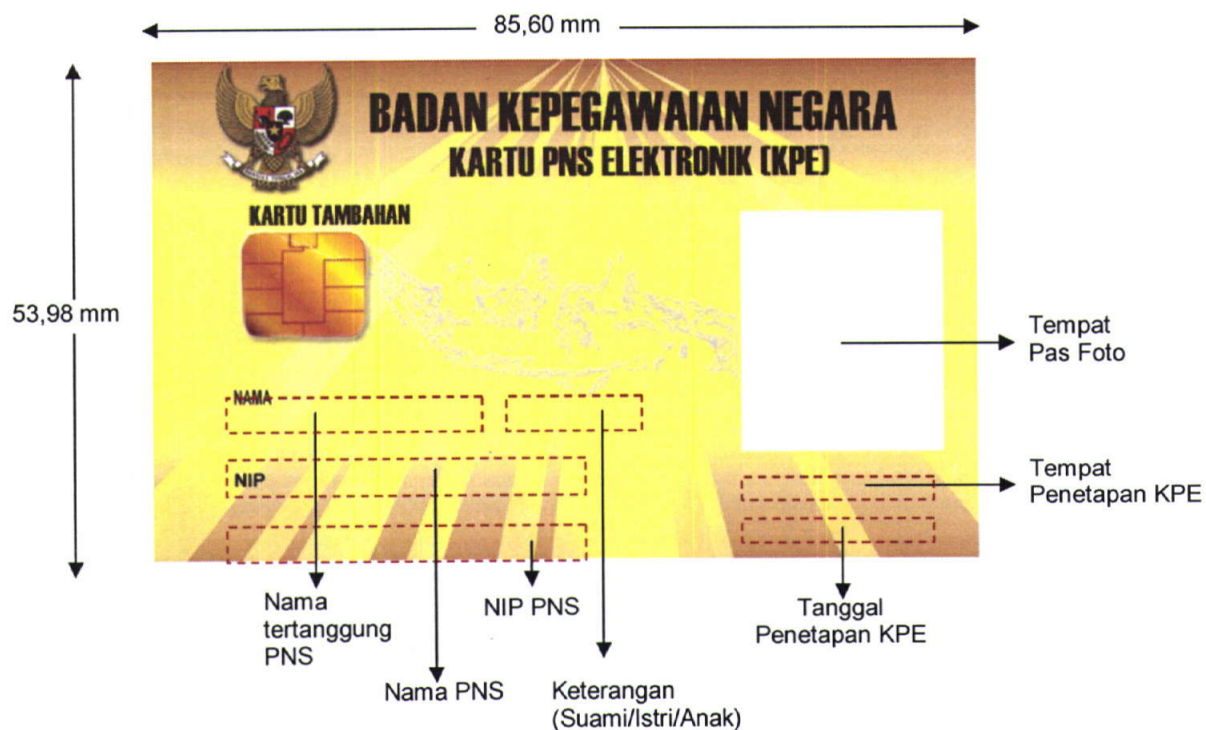 85,60 mm
BADAN KEPEGAWAIAN NEGARA
KARTU PNS ELEKTRONIK (KPE)
KARTU TAMBAHAN
53,98 mm
Tempat
Pas Foto
NAMA
NIP
Tempat
Penetapan KPE
Nama
tertanggung
PNS
NIP PNS
Tanggal
Penetapan KPE
Nama PNS
Keterangan
(Suami/Istri/Anak)